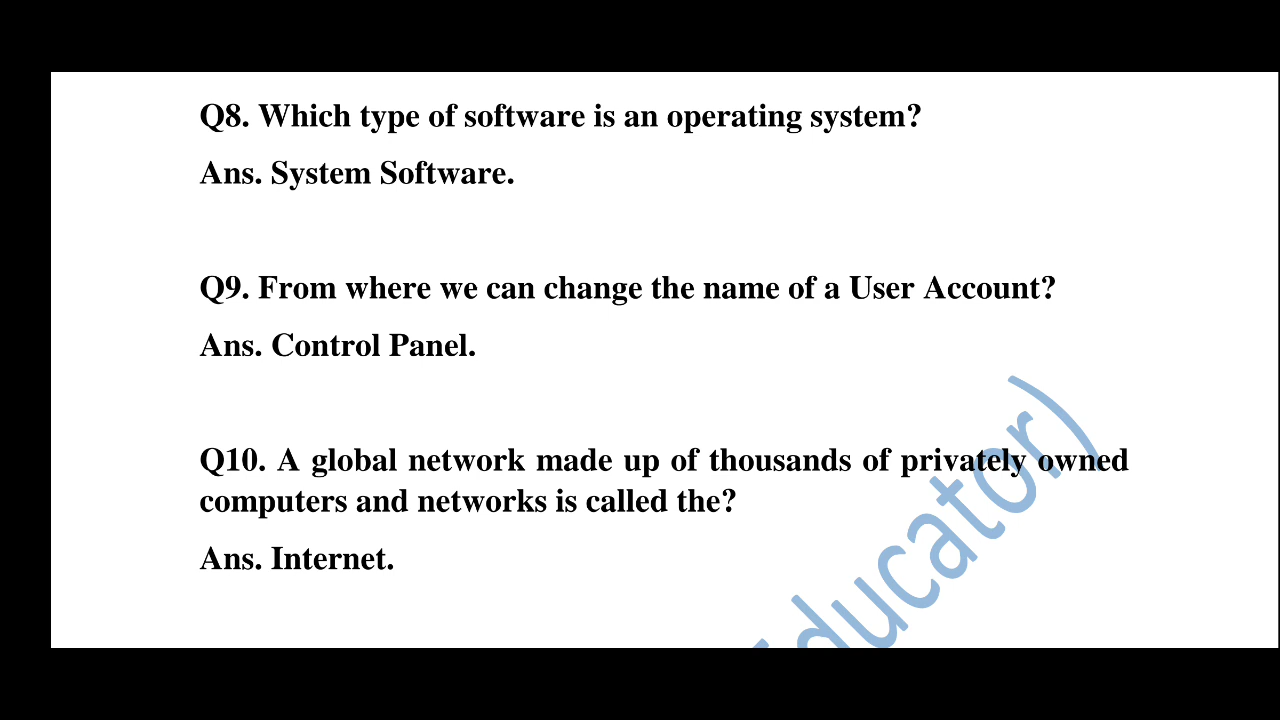 Q8. Which type of software is an operating system?
Ans. System Software.
Q9. From where we can change the name of a User Account?
Ans. Control Panel.
Q10. A global network made up of thousands of privately owned
computers and networks is called the?
Ans. Internet.
Educator)